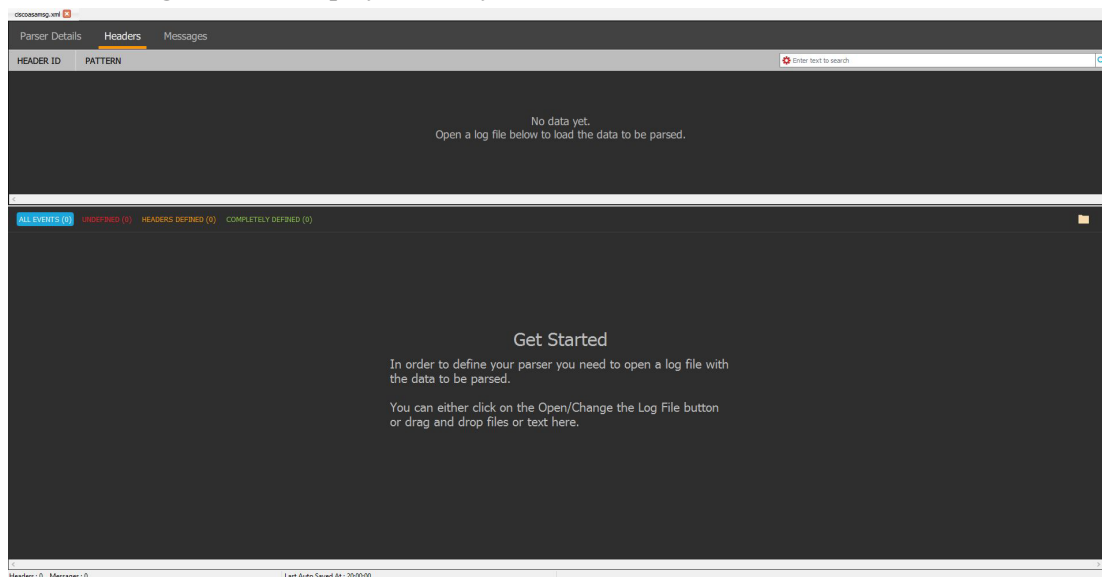 ciscoasamsg.xml
Parser Details Headers Messages
HEADER ID PATTERN Enter text to search
No data yet.
Open a log file below to load the data to be parsed.
ALL EVENTS (0) UNDEFINED (0) HEADERS DEFINED (0) COMPLETELY DEFINED (0)
Get Started
In order to define your parser you need to open a log file with
the data to be parsed.
You can either click on the Open/Change the Log File button
or drag and drop files or text here.
Headers : 0 Messages : 0 Last Auto Saved At : 20:00:00